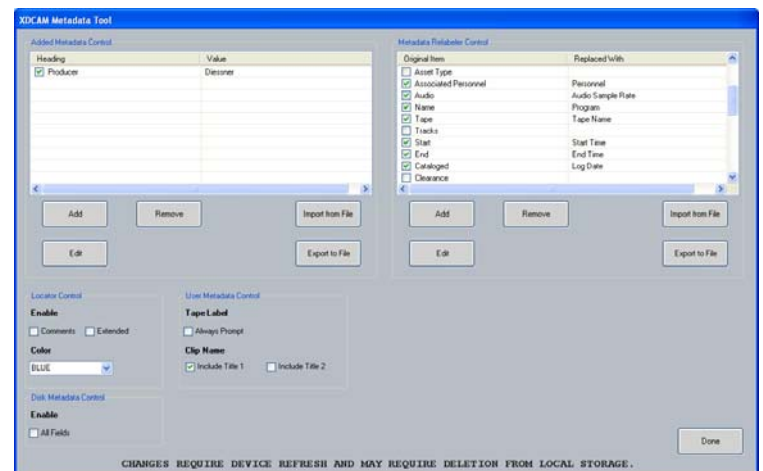 XDCAM Metadata Tool
Added Metadata Control
Heading Value
Producer Diessner
Add Remove Import from File
Edit Export to File
Metadata Relabeler Control
Original Item Replaced With
Asset Type
Associated Personnel Personnel
Audio Audio Sample Rate
Name Program
Tape Tape Name
Tracks
Start Start Time
End End Time
Cataloged Log Date
Clearance
Add Remove Import from File
Edit Export to File
Locator Control
Enable
Comments Extended
Color
BLUE
User Metadata Control
Tape Label
Always Prompt
Clip Name
Include Title 1 Include Title 2
Disk Metadata Control
Enable
All Fields
Done
CHANGES REQUIRE DEVICE REFRESH AND MAY REQUIRE DELETION FROM LOCAL STORAGE.